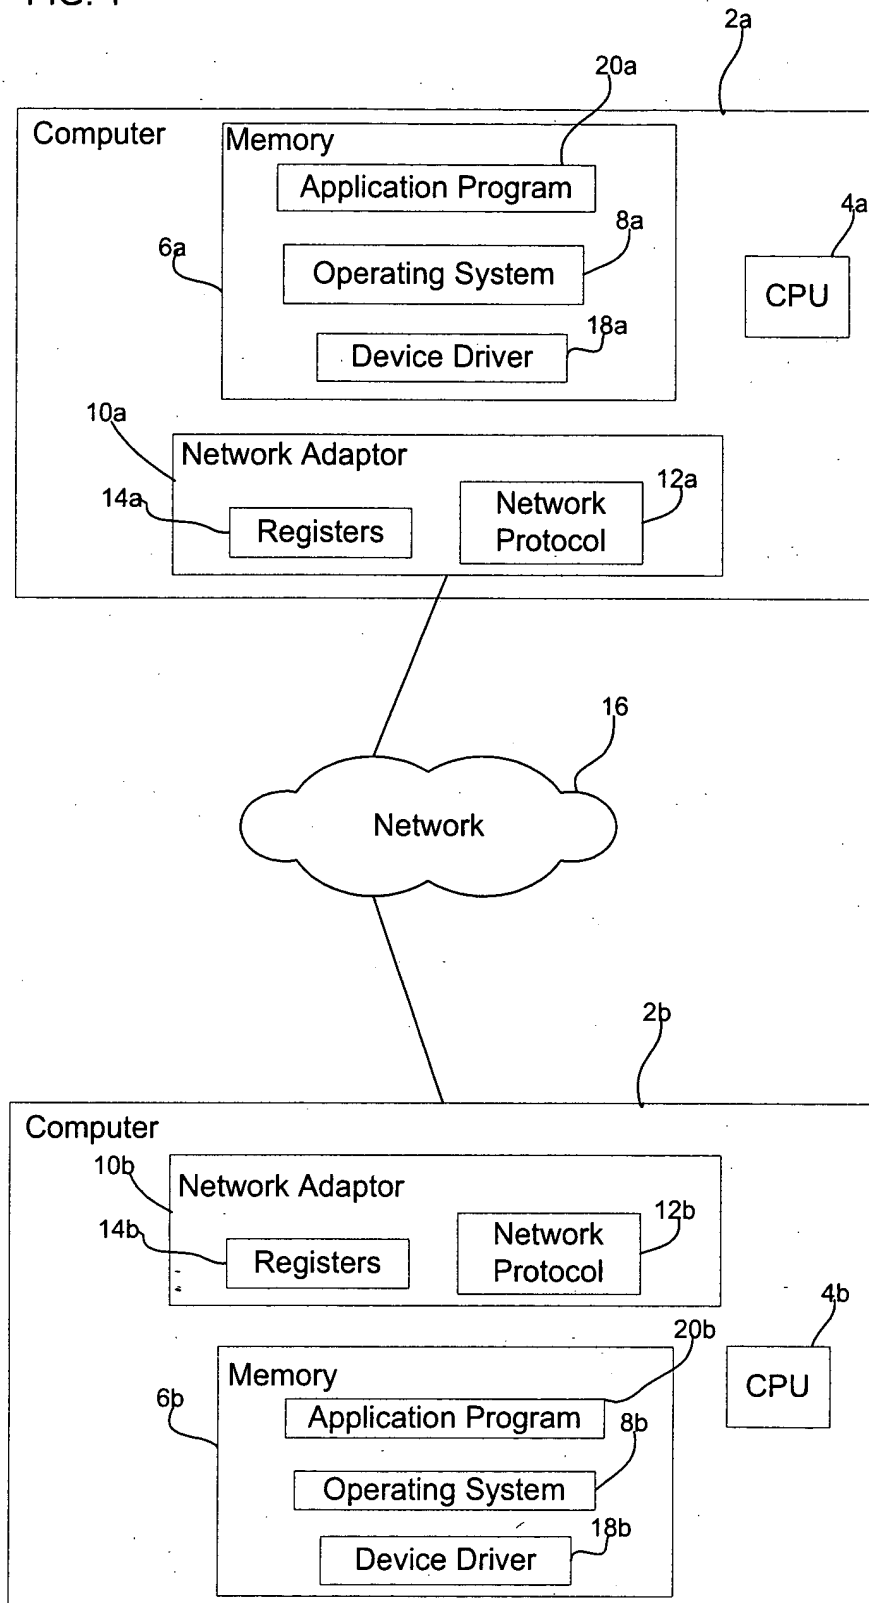 2a
20a
Computer
Memory
Application Program
8a
4a
6a
Operating System
CPU
18a
Device Driver
10a
Network Adaptor
14a
12a
Registers
Network
Protocol
16
Network
2b
Computer
10b
Network Adaptor
14b
12b
Registers
Network
Protocol
4b
20b
Memory
CPU
6b
Application Program
8b
Operating System
18b
Device Driver